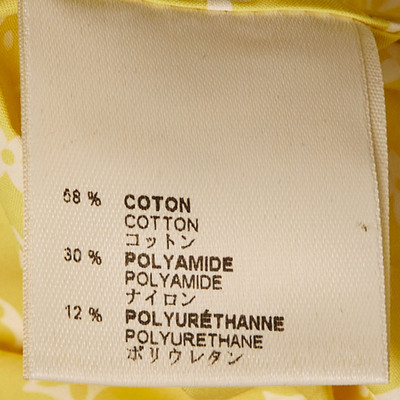 58 % COTON
COTTON
コットン
30 % POLYAMIDE
POLYAMIDE
ナイロン
12 % POLYURÉTHANNE
POLYURETHANE
ポリウレタン